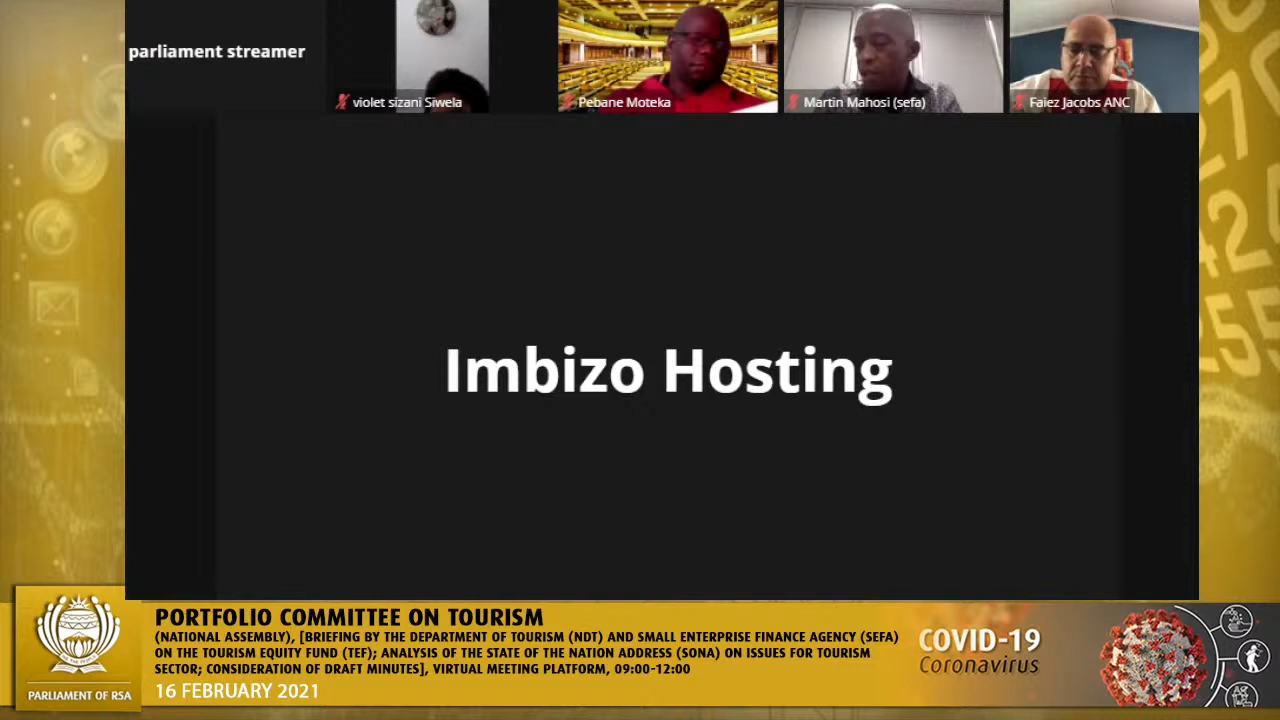 parliament streamer
violet sizani Siwela
Pebane Moteka
Martin Mahosi (sefa)
Faiez Jacobs ANC
Imbizo Hosting
PORTFOLIO COMMITTEE ON TOURISM
(NATIONAL ASSEMBLY), [BRIEFING BY THE DEPARTMENT OF TOURISM (NDT) AND SMALL ENTERPRISE FINANCE AGENCY (SEFA)
ON THE TOURISM EQUITY FUND (TEF); ANALYSIS OF THE STATE OF THE NATION ADDRESS (SONA) ON ISSUES FOR TOURISM
SECTOR; CONSIDERATION OF DRAFT MINUTES], VIRTUAL MEETING PLATFORM, 09:00-12:00
16 FEBRUARY 2021
PARLIAMENT OF RSA
COVID-19
Coronavirus